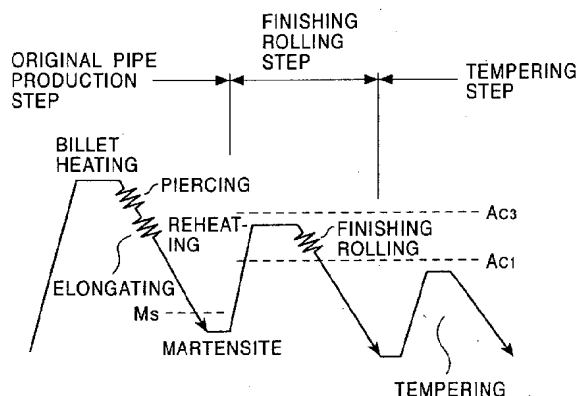 ORIGINAL PIPE
PRODUCTION
STEP
FINISHING
ROLLING
STEP
TEMPERING
STEP
BILLET
HEATING
PIERCING
ELONGATING
REHEAT-
ING
FINISHING
ROLLING
Ac3
Ac1
Ms
MARTENSITE
TEMPERING